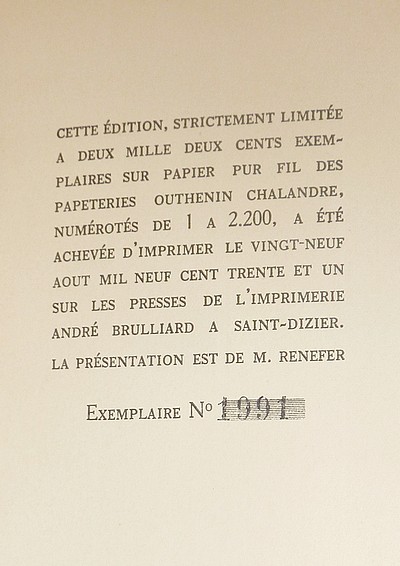 CETTE ÉDITION, STRICTEMENT LIMITÉE
A DEUX MILLE DEUX CENTS EXEM-
PLAIRES SUR PAPIER PUR FIL DES
PAPETERIES OUTHENIN CHALANDRE,
NUMÉROTÉS DE 1 A 2.200, A ÉTÉ
ACHEVÉE D'IMPRIMER LE VINGT-NEUF
AOUT MIL NEUF CENT TRENTE ET UN
SUR LES PRESSES DE L'IMPRIMERIE
ANDRÉ BRULLIARD A SAINT-DIZIER.
LA PRÉSENTATION EST DE M. RENEFER
EXEMPLAIRE No 1991